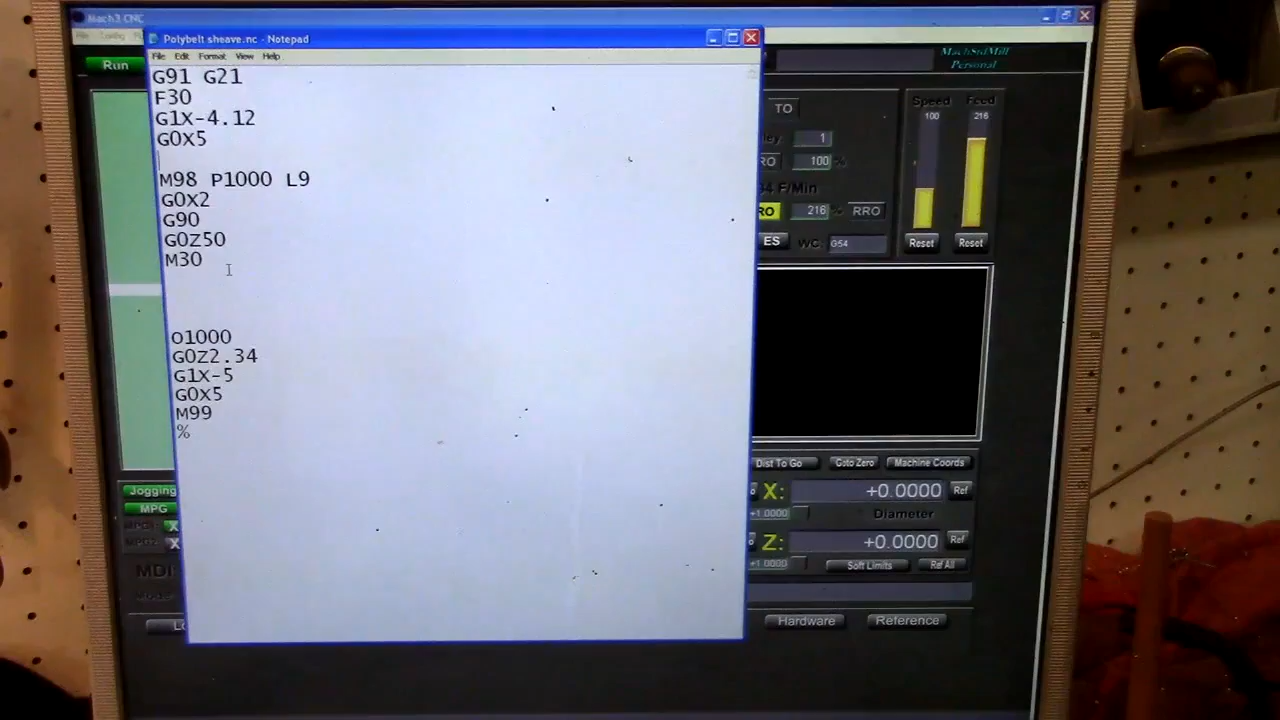 Mach3 CNC
Polybelt sheave.nc - Notepad
File Edit Format View Help
Run
MachStdMill
Personal
G91 G21
F30
G1X-4.12
G0X5
M98 P1000 L9
G0X2
G90
G0Z50
M30
o1000
G0Z2.34
G1X-5
G0X5
M99
%
TO
1
100 %
F/Min
216
RRO
ES
WC:
G54
Speed
Feed
100
216
Reset
Reset
Jogging
MPG
MDI
Dist To Go
Goto Zero
Machine Coords
X:
+0.0000
Ref
+1.0000
Diameter
Z:
+0.0000
Ref
+1.0000
Soft Limits
Ref All
Hardware
Reference